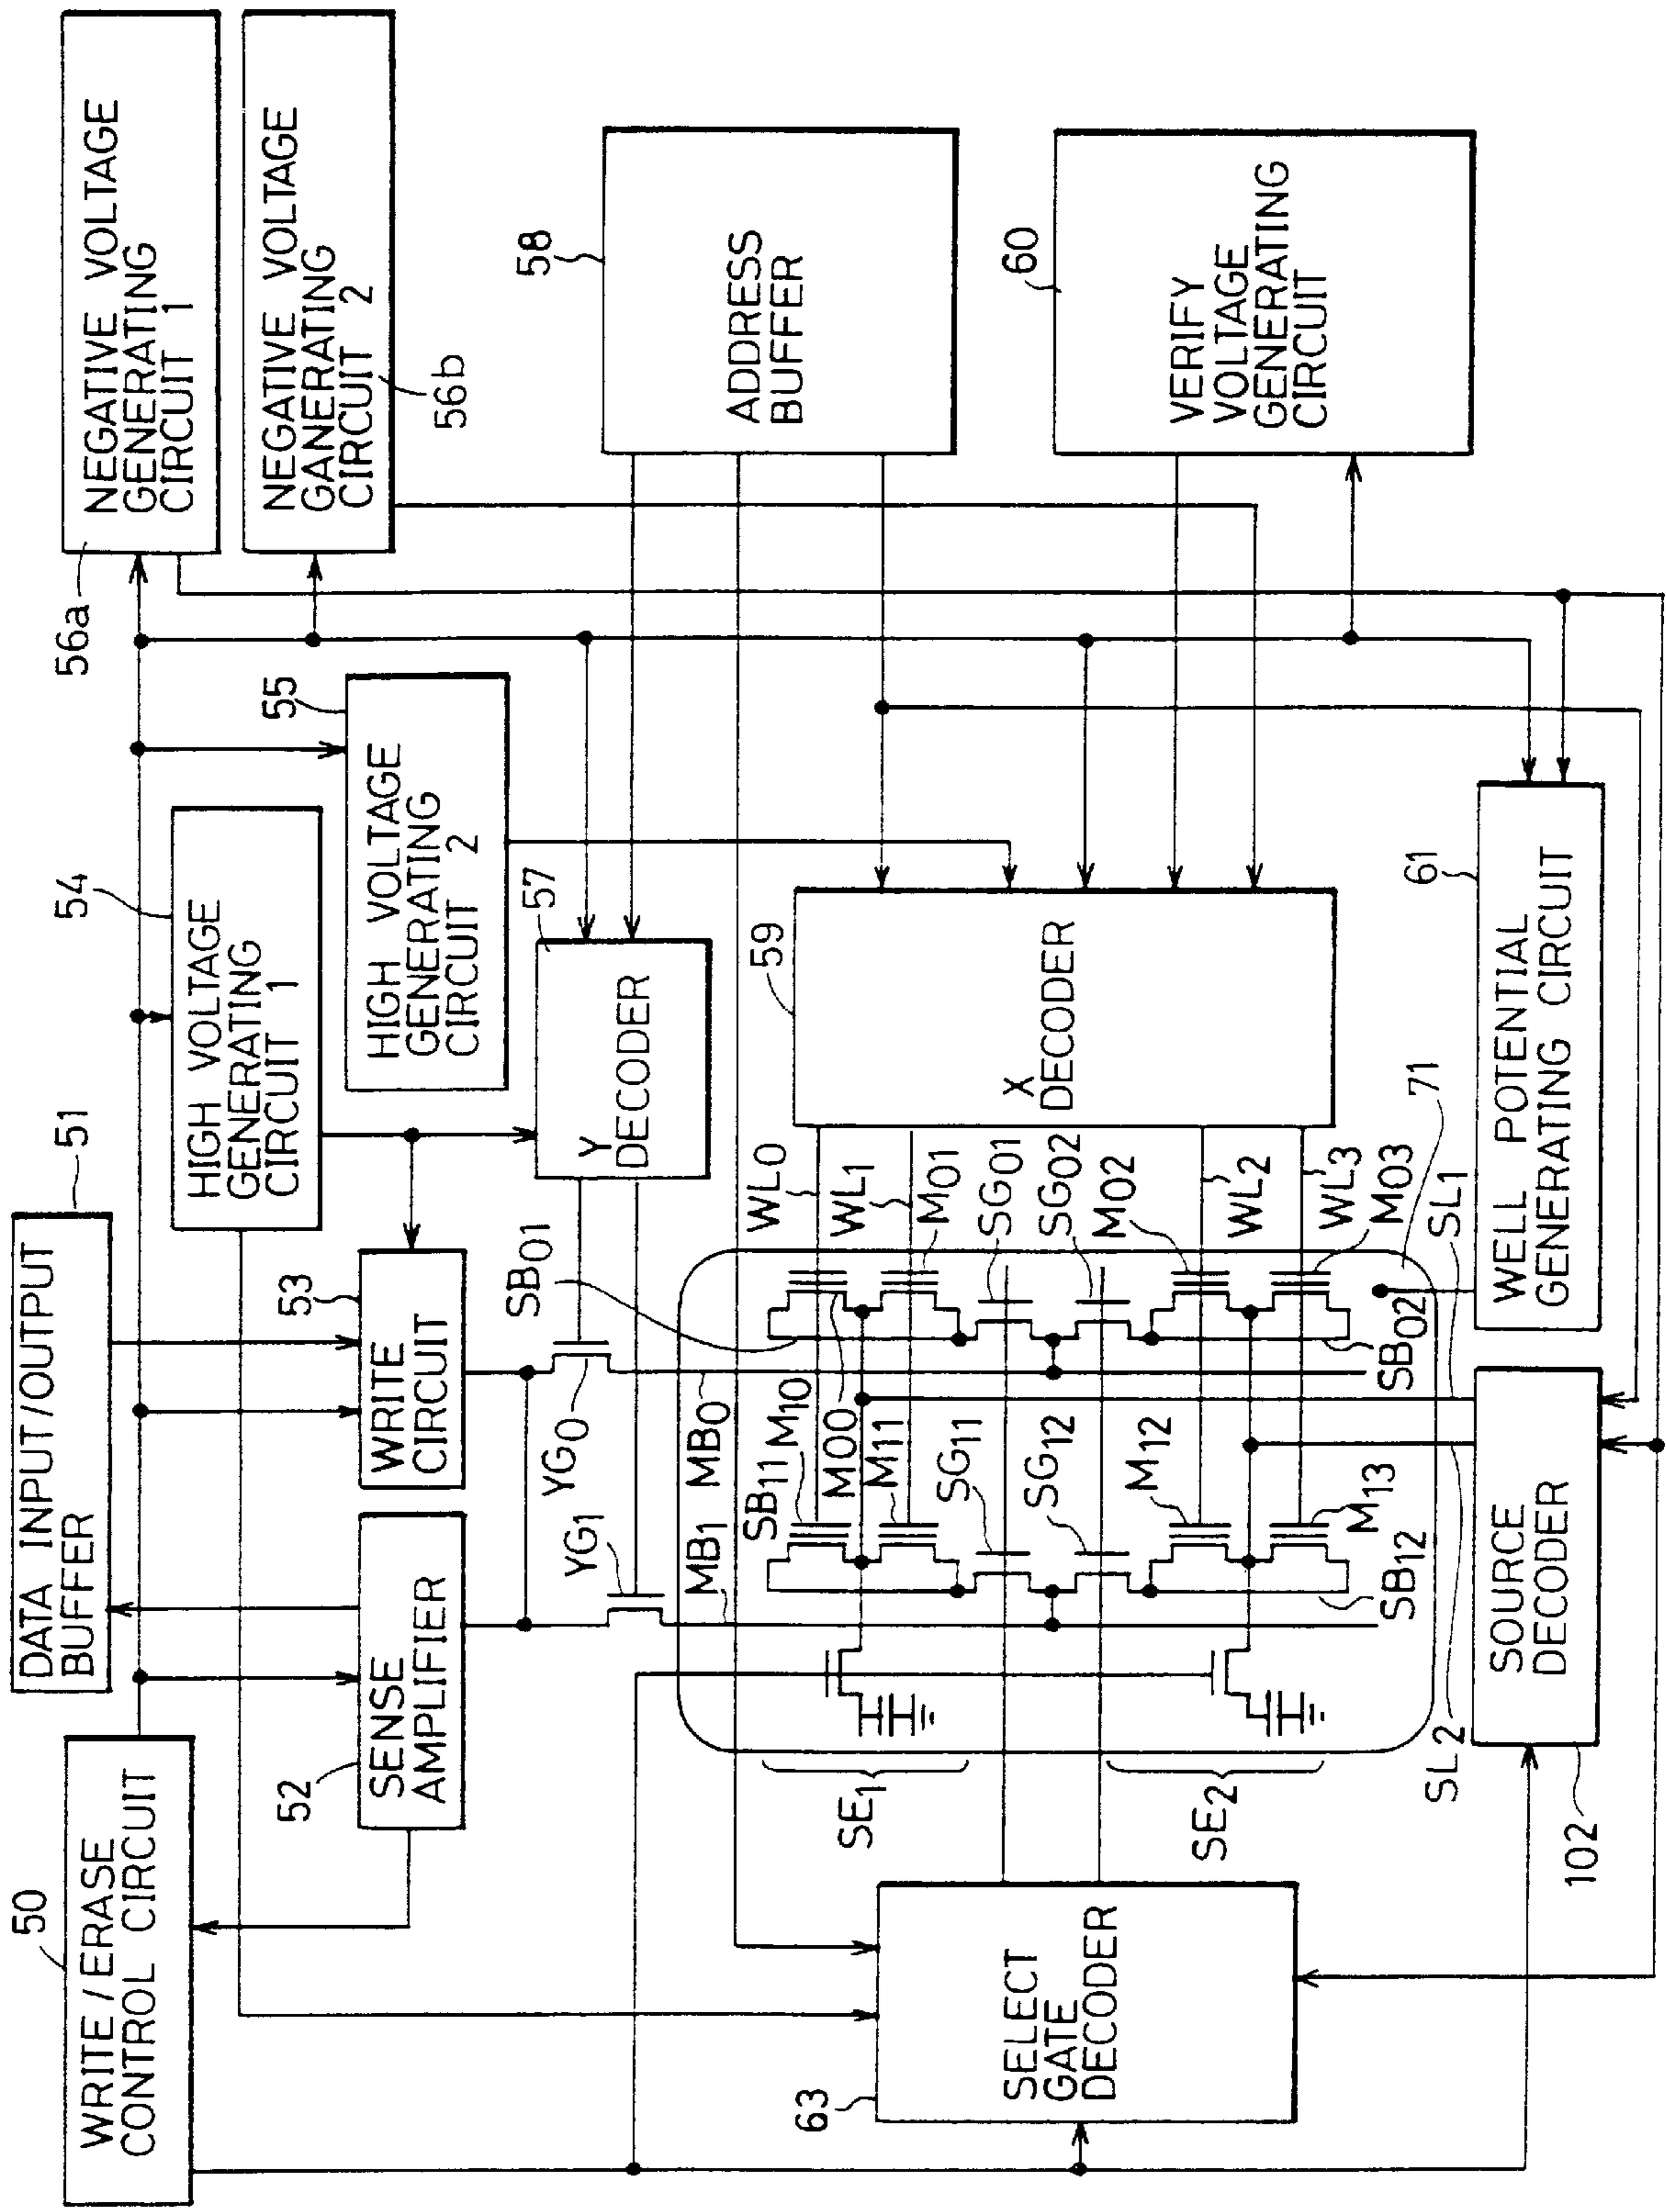 50
WRITE/ERASE
CONTROL CIRCUIT
DATA INPUT/OUTPUT
BUFFER
51
56a
NEGATIVE VOLTAGE
GENERATING
CIRCUIT 1
NEGATIVE VOLTAGE
GANERATING
CIRCUIT 2
56b
54
HIGH VOLTAGE
GENERATING
CIRCUIT 1
55
HIGH VOLTAGE
GENERATING
CIRCUIT
2
52
SENSE
AMPLIFIER
53
WRITE
CIRCUIT
57
Y
DECODER
58
ADDRESS
BUFFER
YG1
YG0
SB01
MB1
MB0
SB11
M10
M00
M11
WL0
WL1
M01
SG11
SG01
SG12
SG02
M12
M02
WL2
M13
WL3
M03
SB12
SB02
SL1
SL2
71
SE1
SE2
59
X
DECODER
60
VERIFY
VOLTAGE
GENERATING
CIRCUIT
63
SELECT
GATE
DECODER
102
SOURCE
DECODER
61
WELL POTENTIAL
GENERATING CIRCUIT